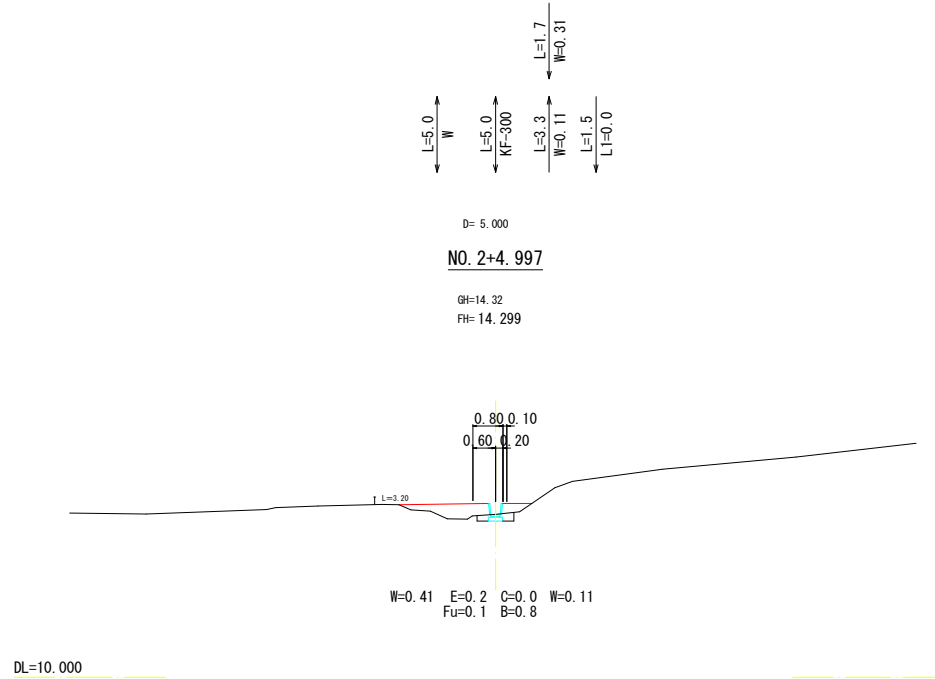 L=1.7
W=0.31
L=5.0
W
L=5.0
KF-300
L=3.3
W=0.11
L=1.5
L1=0.0
D= 5.000
NO.2+4.997
GH=14.32
FH= 14.299
0.80 0.10
0.60 0.20
L=3.20
W=0.41 E=0.2 C=0.0 W=0.11
Fu=0.1 B=0.8
DL=10.000